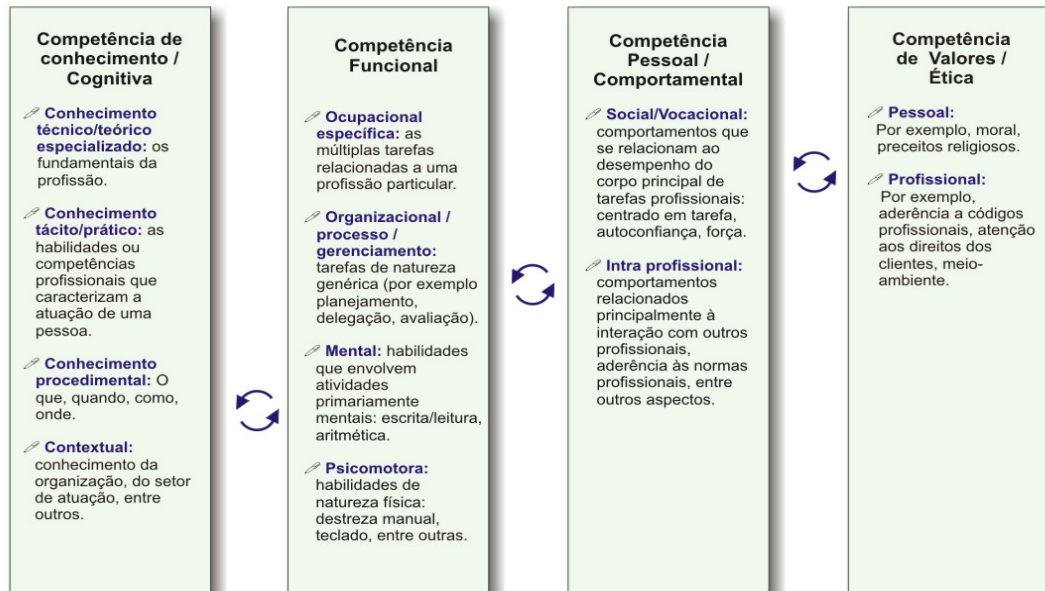 Competência de
conhecimento /
Cognitiva
Conhecimento
técnico/teórico
especializado: os
fundamentais da
profissão.
Conhecimento
tácito/prático: as
habilidades ou
competências
profissionais que
caracterizam a
atuação de uma
pessoa.
Conhecimento
procedimental: O
que, quando, como,
onde.
Contextual:
conhecimento da
organização, do setor
de atuação, entre
outros.
Competência
Funcional
Ocupacional
específica: as
múltiplas tarefas
relacionadas a uma
profissão particular.
Organizacional /
processo /
gerenciamento:
tarefas de natureza
genérica (por exemplo
planejamento,
delegação, avaliação).
Mental: habilidades
que envolvem
atividades
primariamente
mentais: escrita/leitura,
aritmética.
Psicomotora:
habilidades de
natureza física:
destreza manual,
teclado, entre outras.
Competência
Pessoal /
Comportamental
Social/Vocacional:
comportamentos que
se relacionam ao
desempenho do
corpo principal de
tarefas profissionais:
centrado em tarefa,
autoconfiança, força.
Intra profissional:
comportamentos
relacionados
principalmente à
interação com outros
profissionais,
aderência às normas
profissionais, entre
outros aspectos.
Competência
de Valores /
Ética
Pessoal:
Por exemplo, moral,
preceitos religiosos.
Profissional:
Por exemplo,
aderência a códigos
profissionais, atenção
aos direitos dos
clientes, meio-
ambiente.